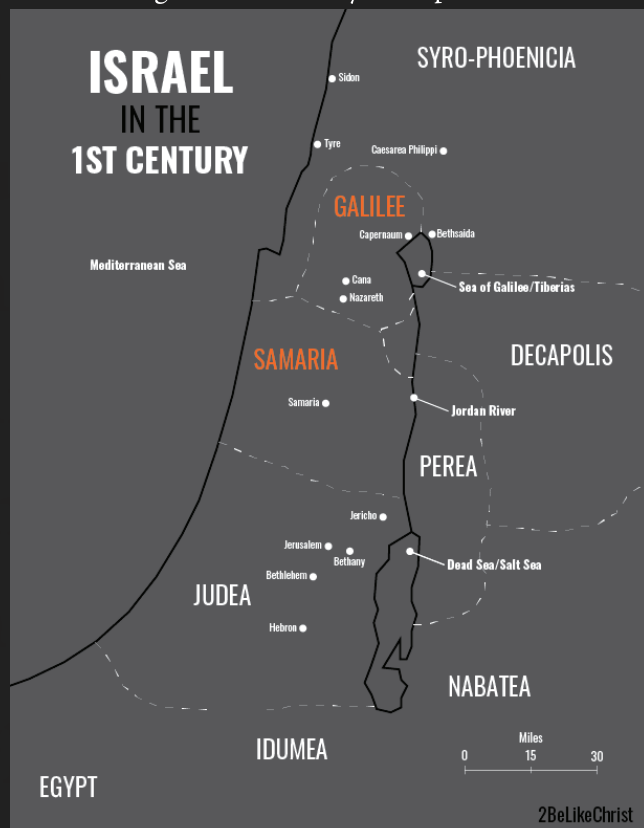 ISRAEL
IN THE
1ST CENTURY
SYRO-PHOENICIA
Sidon
Tyre
Caesarea Philippi
GALILEE
Capernaum
Bethsaida
Mediterranean Sea
Cana
Sea of Galilee/Tiberias
Nazareth
SAMARIA
DECAPOLIS
Samaria
Jordan River
PEREA
Jericho
Jerusalem
Bethany
Dead Sea/Salt Sea
Bethlehem
JUDEA
Hebron
NABATEA
IDUMEA
Miles
0 15 30
EGYPT
2BeLikeChrist